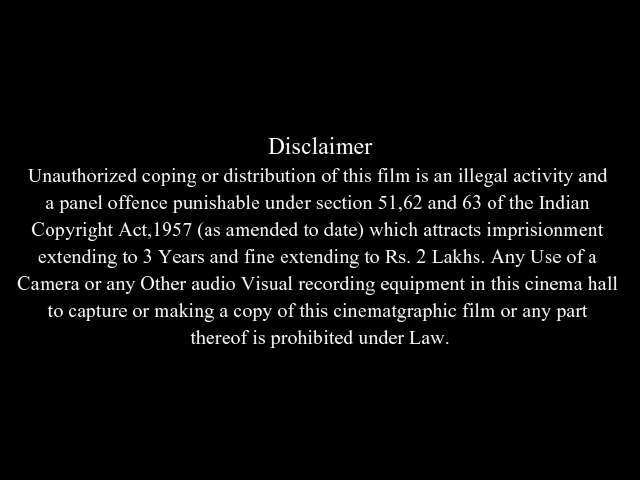 Disclaimer
Unauthorized coping or distribution of this film is an illegal activity and
a panel offence punishable under section 51,62 and 63 of the Indian
Copyright Act,1957 (as amended to date) which attracts imprisionment
extending to 3 Years and fine extending to Rs. 2 Lakhs. Any Use of a
Camera or any Other audio Visual recording equipment in this cinema hall
to capture or making a copy of this cinematgraphic film or any part
thereof is prohibited under Law.